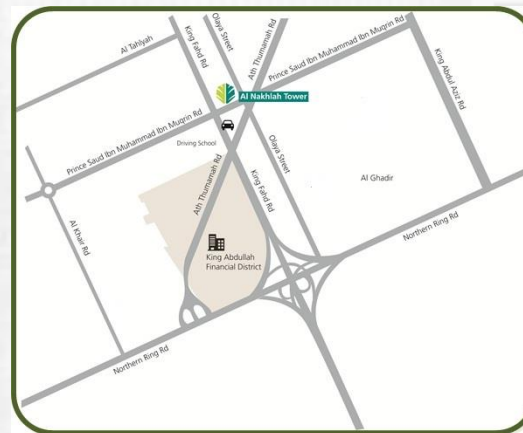 Olaya Street
King Fahd Rd
Ath Thumamah Rd
Al Tahlyah
Prince Saud Ibn Muhammad Ibn Muqrin Rd
King Abdul Aziz Rd
Al Nakhlah Tower
Prince Saud Ibn Muhammad Ibn Muqrin Rd
Driving School
Olaya Street
Ath Thumamah Rd
King Fahd Rd
Al Ghadir
Al Khair Rd
Northern Ring Rd
King Abdullah
Financial District
Northern Ring Rd